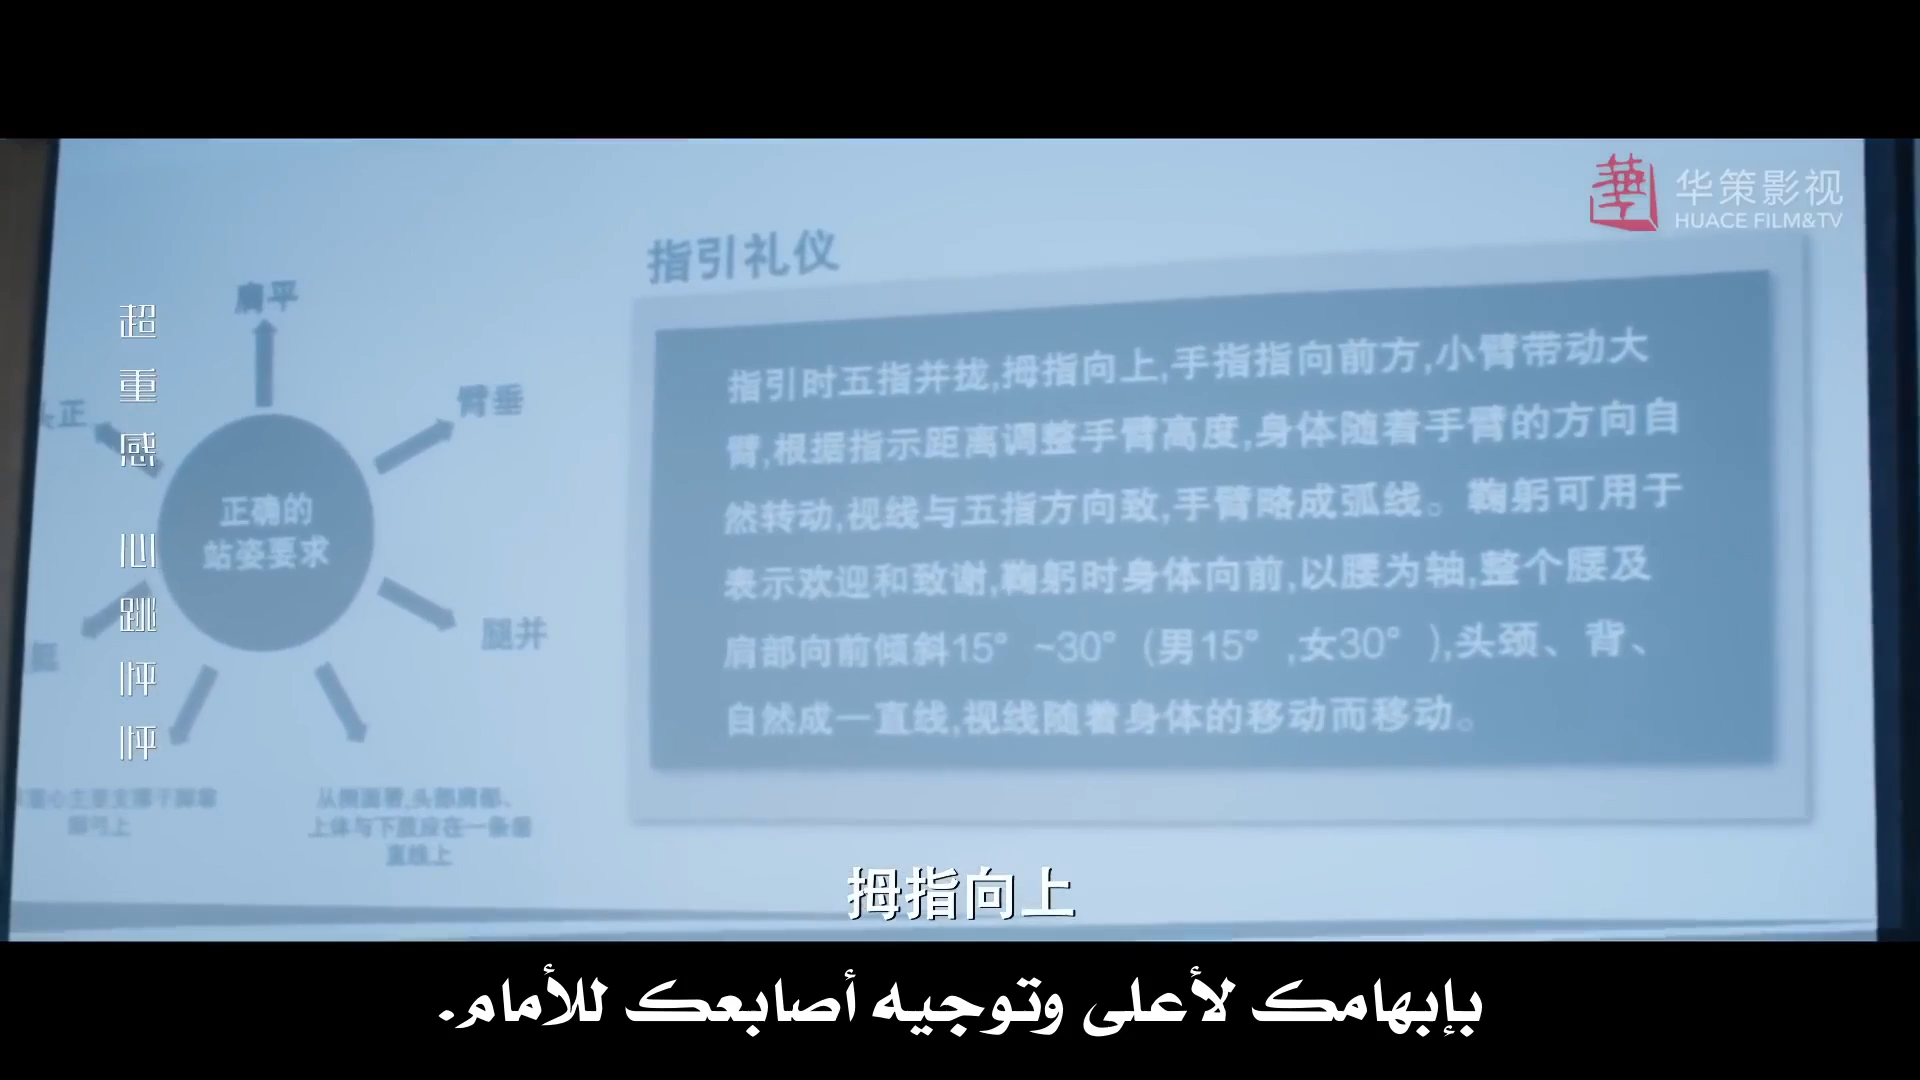 华策影视
HUACE FILM&TV
超重感 心跳怦怦
肩平
臂垂
正确的
站姿要求
腿并
从侧面看,头部肩部、
上体与下肢应在一条垂
直线上
指引礼仪
指引时五指并拢,拇指向上,手指指向前方,小臂带动大
臂,根据指示距离调整手臂高度,身体随着手臂的方向自
然转动,视线与五指方向致,手臂略成弧线。鞠躬可用于
表示欢迎和致谢,鞠躬时身体向前,以腰为轴,整个腰及
肩部向前倾斜15° ~30° (男15° ,女30° ),头颈、背、
自然成一直线,视线随着身体的移动而移动。
拇指向上
بإبهامك لأعلى وتوجيه أصابعك للأمام.